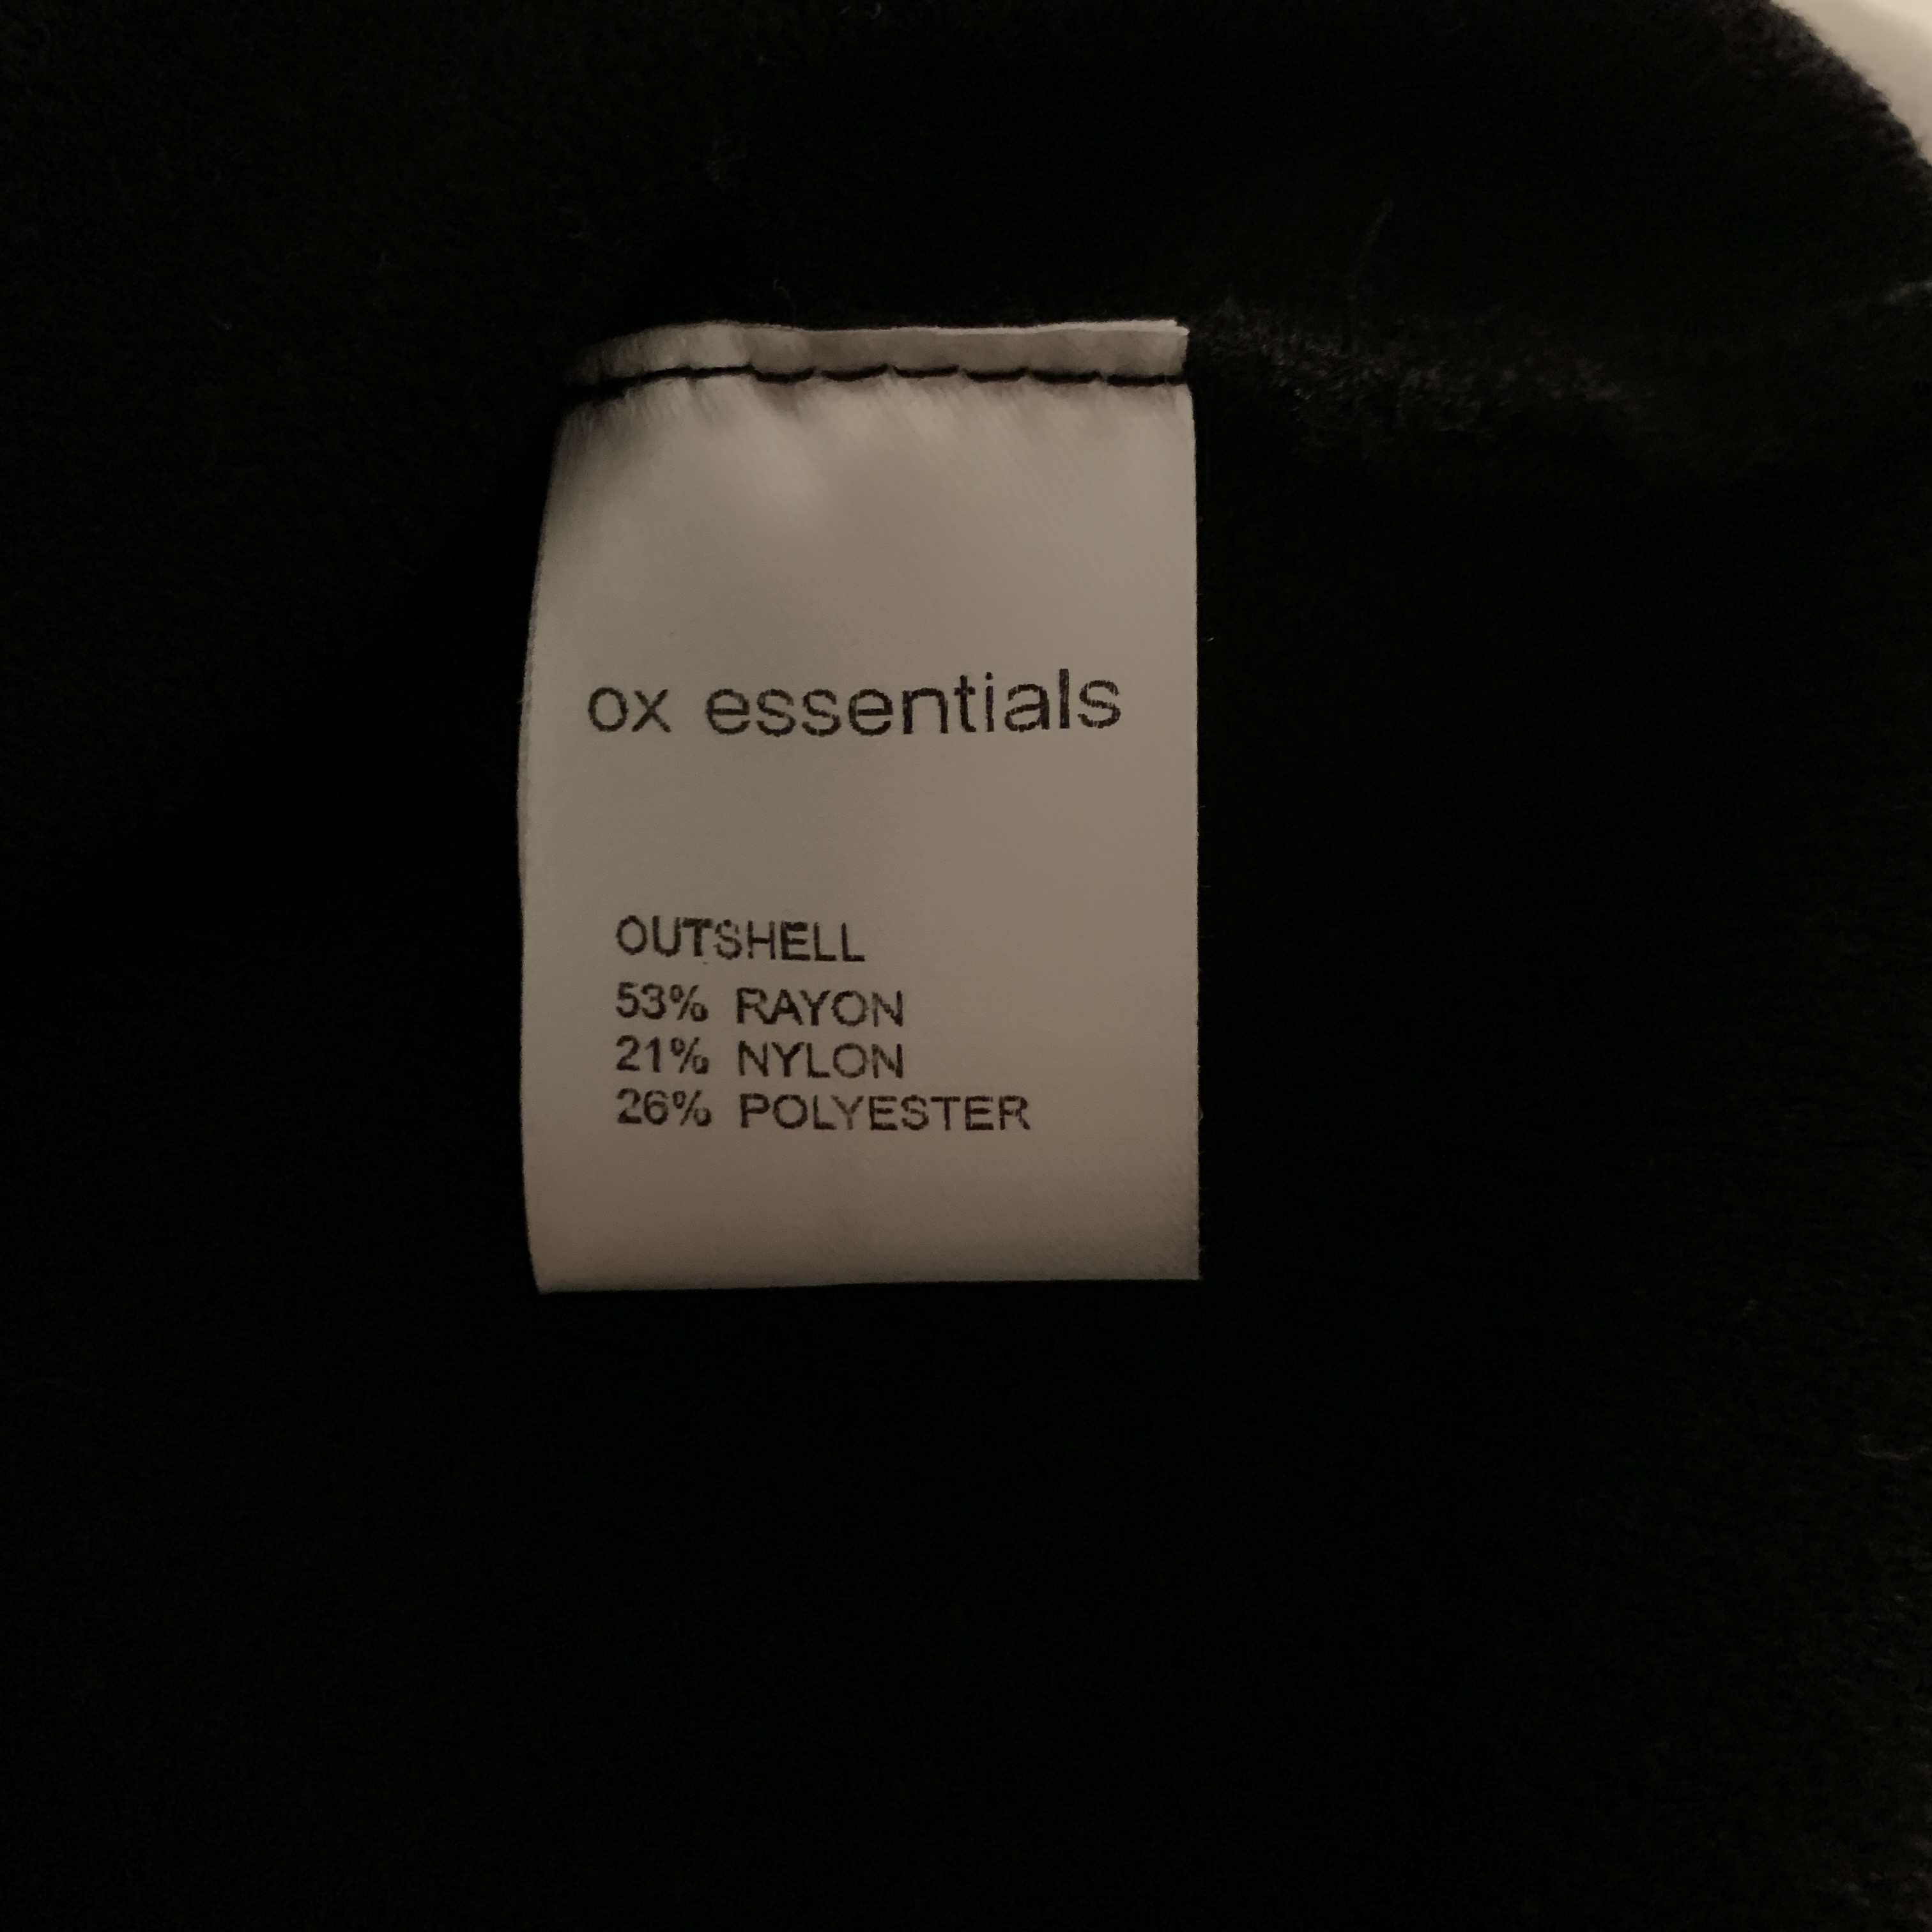 ox essentials
OUTSHELL
53% RAYON
21% NYLON
26% POLYESTER